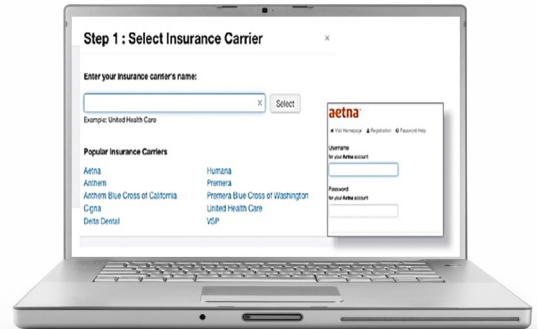 Step 1 : Select Insurance Carrier
×
Enter your insurance carrier's name:
× Select
Example: United Health Care
Popular Insurance Carriers
Aetna
Anthem
Anthem Blue Cross of California
Cigna
Delta Dental
Humana
Premera
Premera Blue Cross of Washington
United Health Care
VSP
aetna
Visit Homepage Registration Password Help
Username
for your Aetna account
Password
for your Aetna account